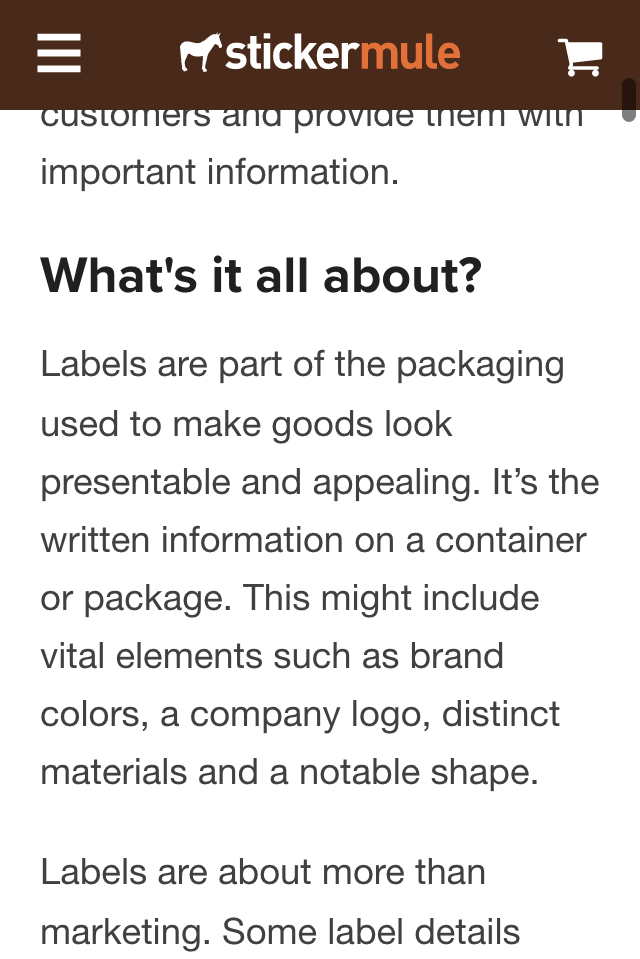 stickermule
customers and provide them with
important information.
What's it all about?
Labels are part of the packaging
used to make goods look
presentable and appealing. It’s the
written information on a container
or package. This might include
vital elements such as brand
colors, a company logo, distinct
materials and a notable shape.
Labels are about more than
marketing. Some label details